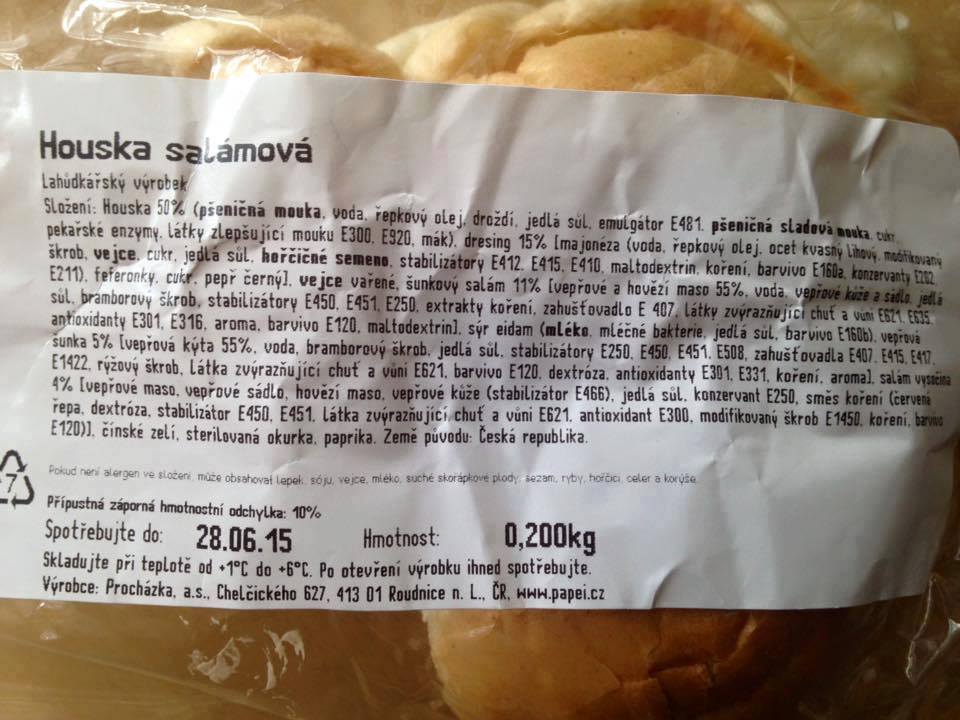 Houska salámová
Lahůdkářský výrobek
Složení: Houska 50% (pšeničná mouka, voda, řepkový olej, droždí, jedlá sůl, emulgátor E481, pšeničná sladová mouka, cukr,
pekařské enzymy, látky zlepšující mouku E300, E920, mák), dresing 15% [majonéza (voda, řepkový olej, ocet kvasný lihový, modifikovaný
škrob, vejce, cukr, jedlá sůl, hořčičné semeno, stabilizátory E412, E415, E410, maltodextrin, koření, barvivo E160a, konzervanty E202,
E211), feferonky, cukr, pepř černý], vejce vařené, šunkový salám 11% [vepřové a hovězí maso 55%, voda, vepřové kůže a sádlo, jedlá
sůl, bramborový škrob, stabilizátory E450, E451, E250, extrakty koření, zahušťovadlo E 407, látky zvýrazňující chuť a vůni E621, E635,
antioxidanty E301, E316, aroma, barvivo E120, maltodextrin], sýr eidam (mléko, mléčné bakterie, jedlá sůl, barvivo E160b), vepřová
šunka 5% [vepřová kýta 55%, voda, bramborový škrob, jedlá sůl, stabilizátory E250, E450, E451, E508, zahušťovadla E407, E415, E417,
E1422, rýžový škrob, Látka zvýrazňující chuť a vůni E621, barvivo E120, dextróza, antioxidanty E301, E331, koření, aroma], salám vysočina
4% [vepřové maso, vepřové sádlo, hovězí maso, vepřové kůže (stabilizátor E466), jedlá sůl, konzervant E250, směs koření (červená
řepa, dextróza, stabilizátor E450, E451, Látka zvýrazňující chuť a vůni E621, antioxidant E300, modifikovaný škrob E1450, koření, barvivo
E120)], čínské zelí, sterilovaná okurka, paprika. Země původu: Česká republika.
7
Pokud není alergen ve složení, může obsahovat lepek, sóju, vejce, mléko, suché skořápkové plody, sezam, ryby, hořčici, celer a korýše.
Přípustná záporná hmotnostní odchylka: 10%
Spotřebujte do: 28.06.15 Hmotnost: 0,200kg
Skladujte při teplotě od +1°C do +6°C. Po otevření výrobku ihned spotřebujte.
Výrobce: Procházka, a.s., Chelčického 627, 413 01 Roudnice n. L., ČR, www.papei.cz